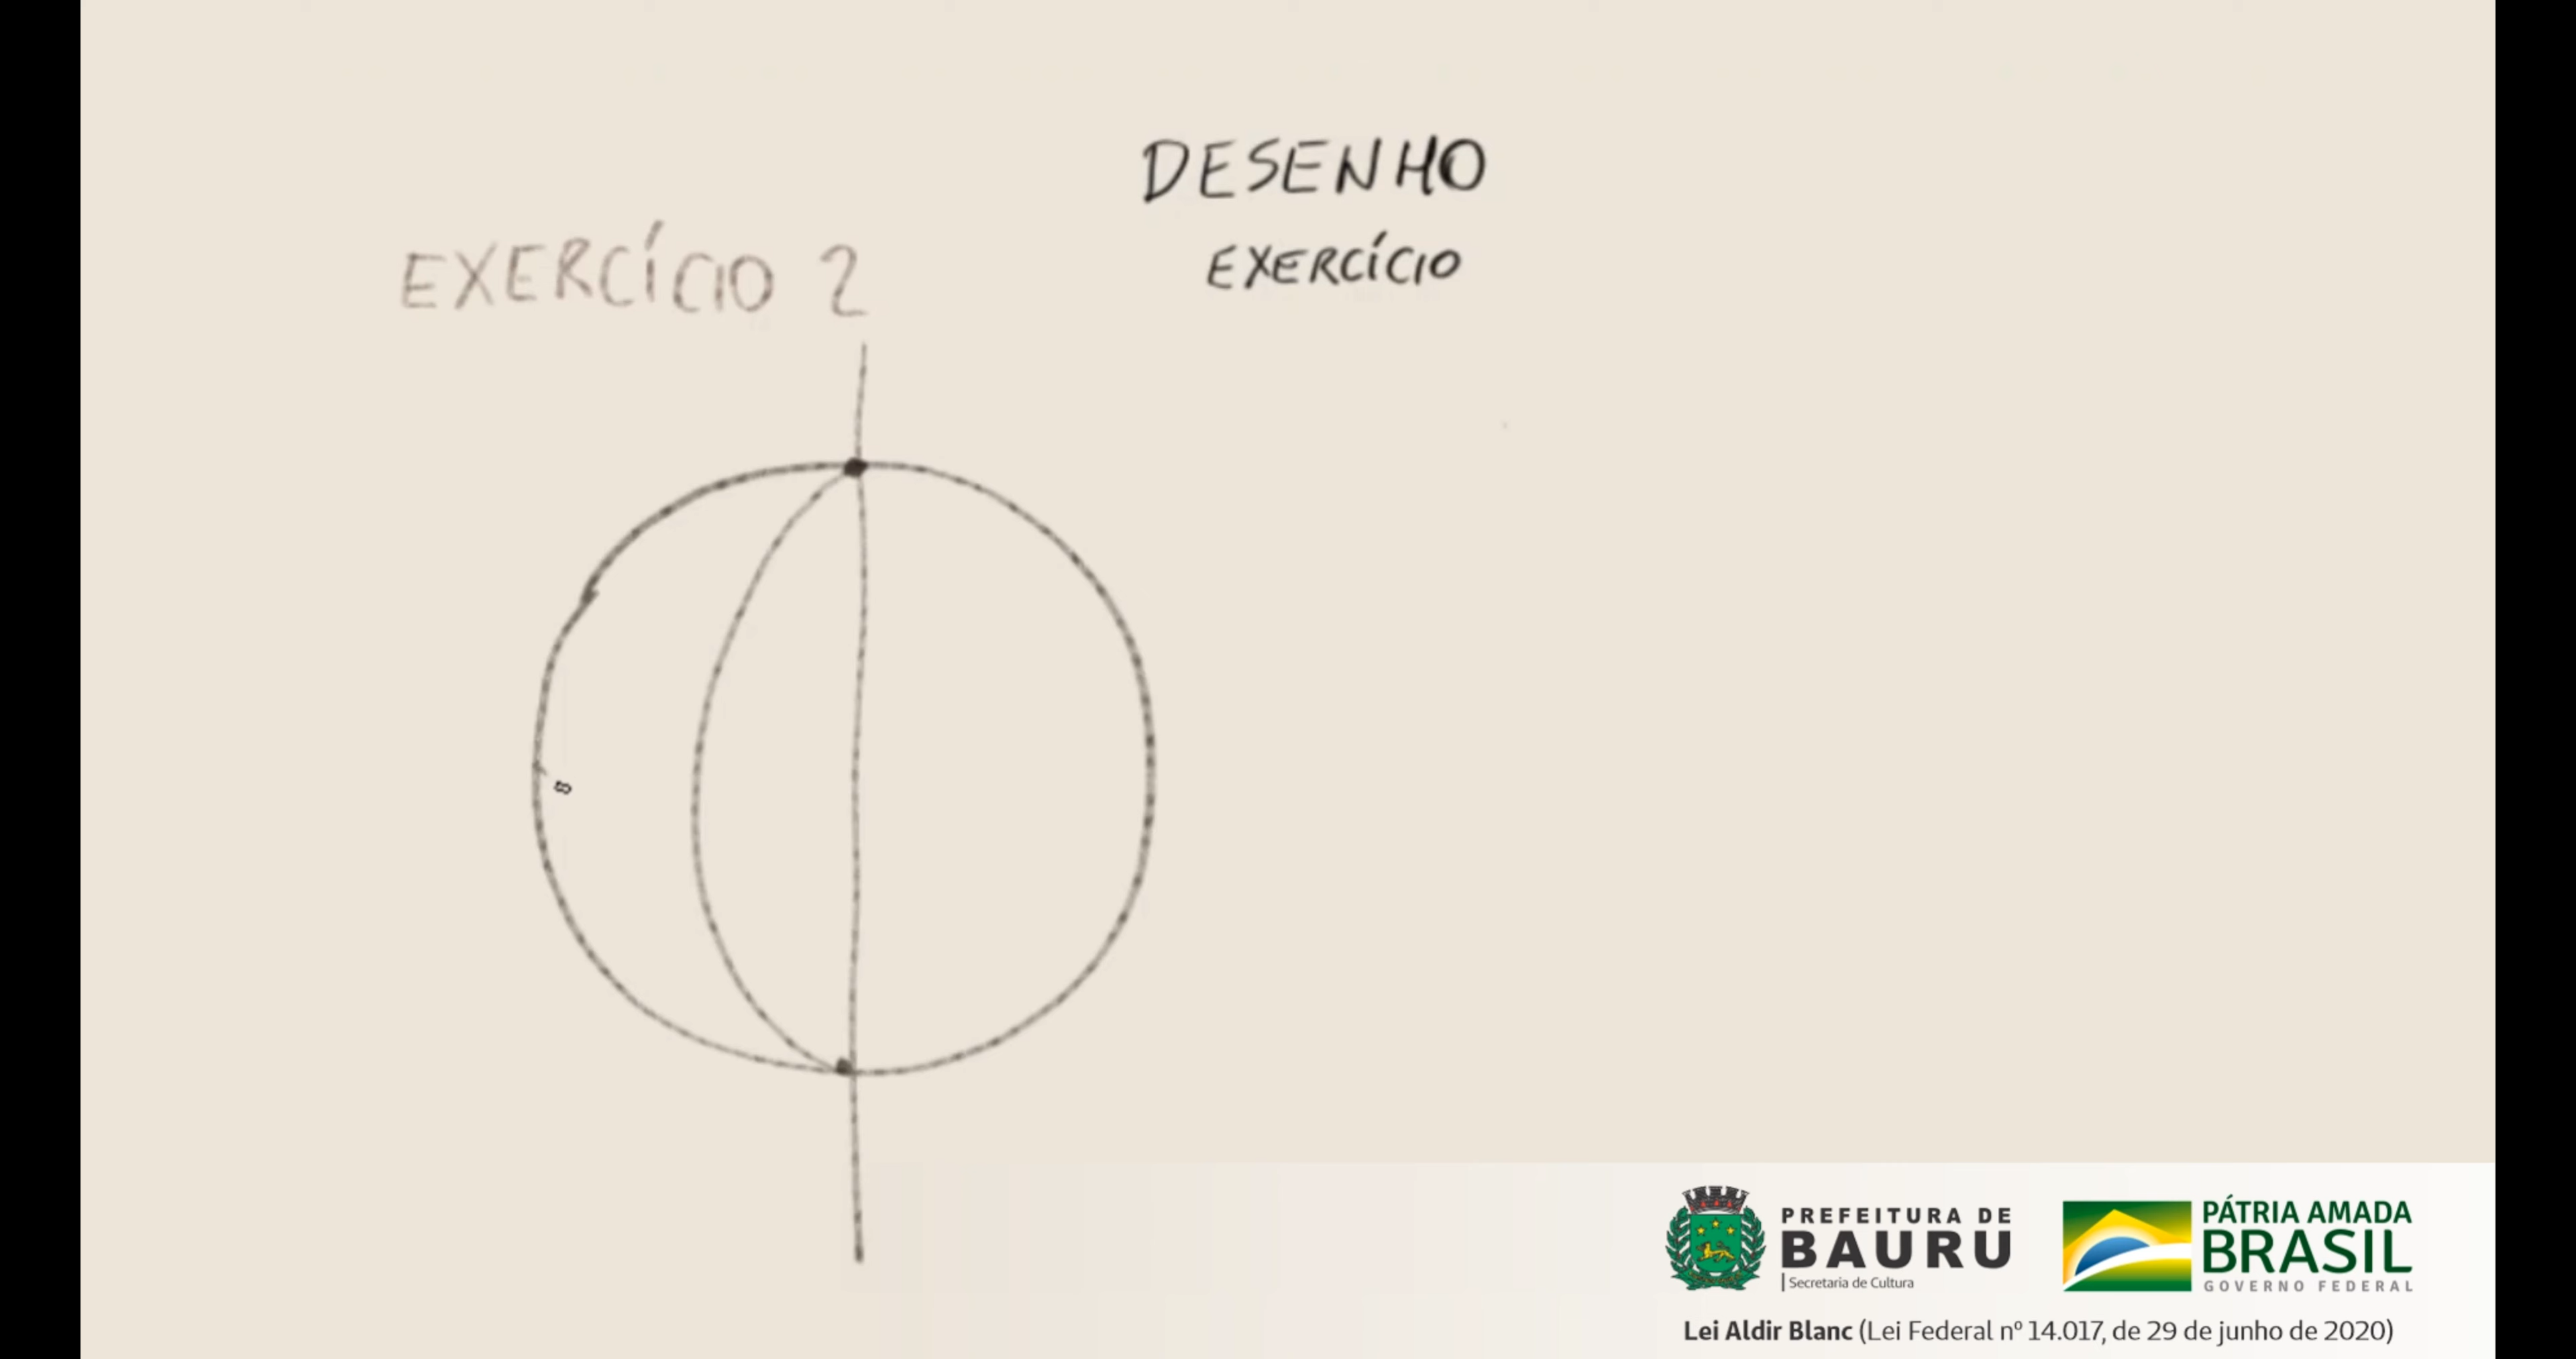 DESENHO
EXERCÍCIO
EXERCÍCIO 2
PREFEITURA DE
BAURU
Secretaria de Cultura
PÁTRIA AMADA
BRASIL
GOVERNO FEDERAL
Lei Aldir Blanc (Lei Federal nº 14.017, de 29 de junho de 2020)